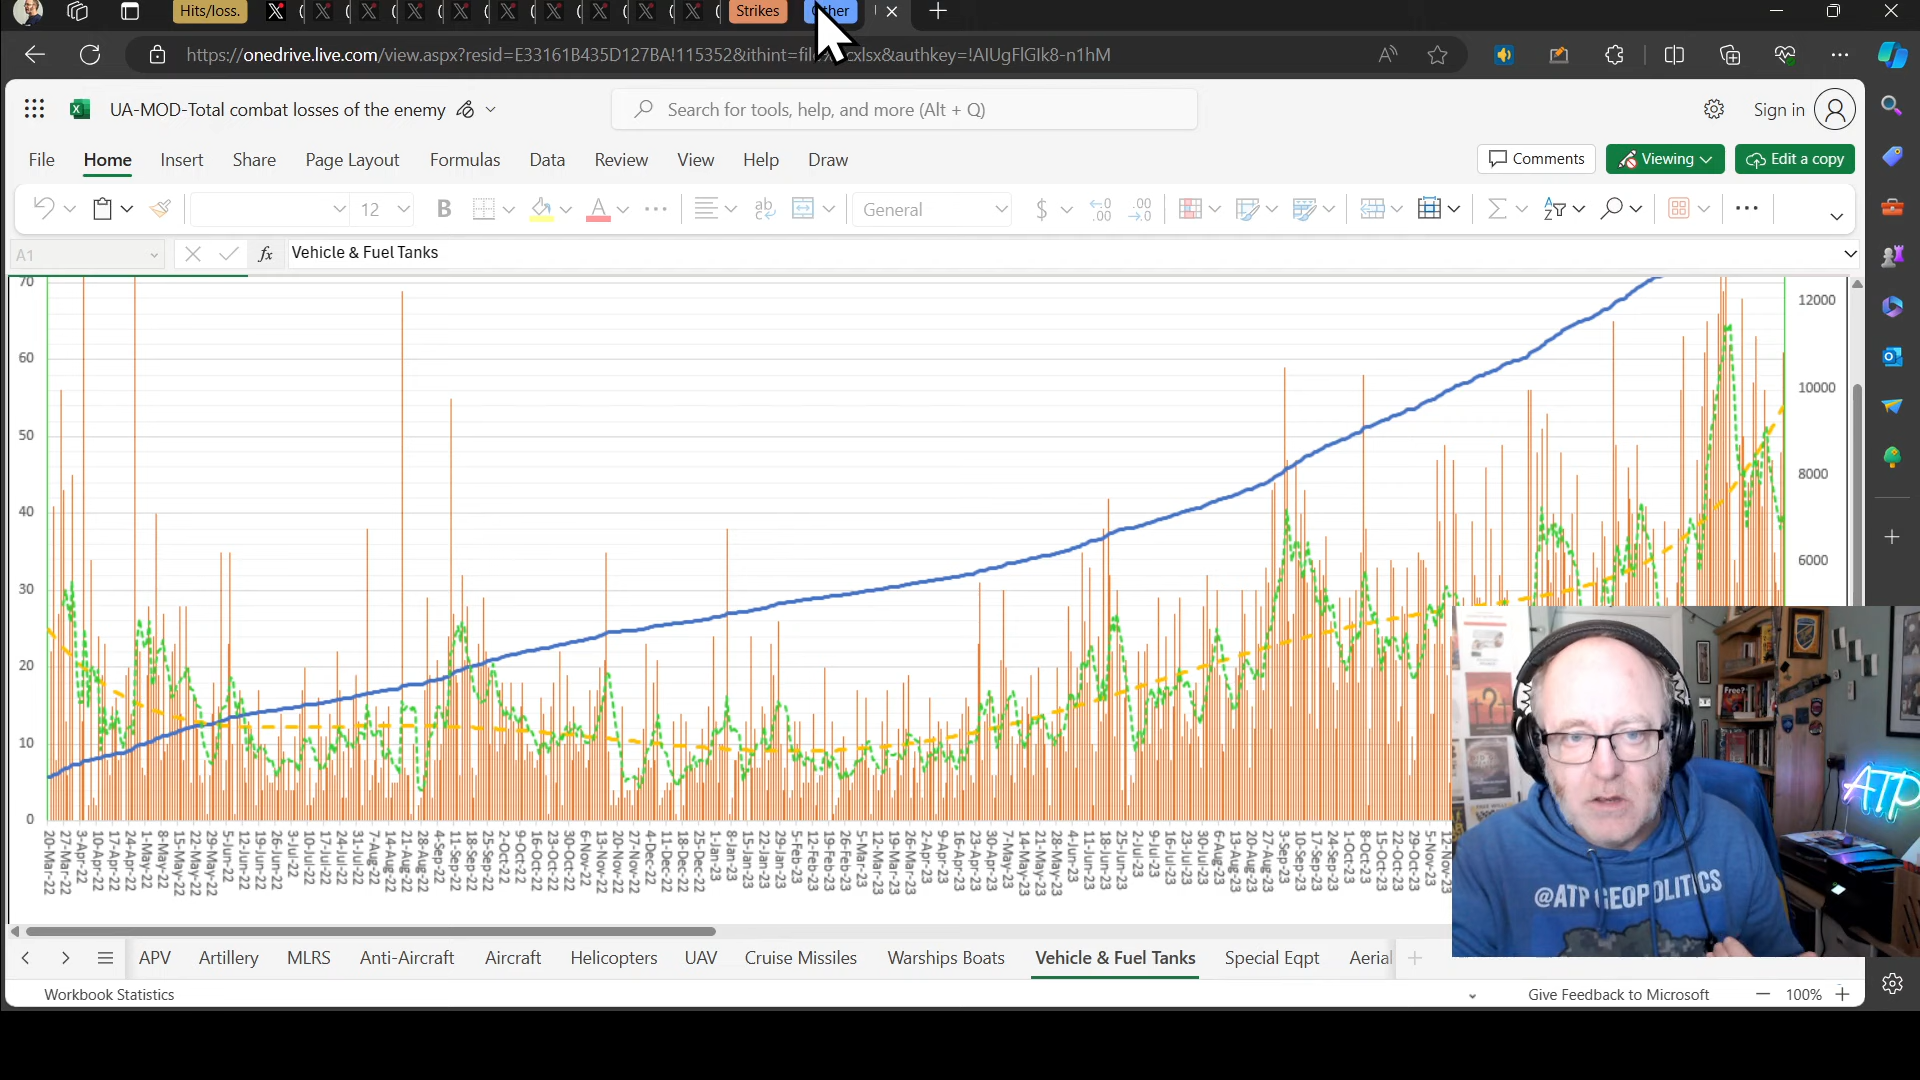 Hits/loss. Strikes
https://onedrive.live.com/view.aspx?resid=E33161B435D127BA!115352&ithint=fil cxlsx&authkey=!AIUgFlGIk8-n1hM
UA-MOD-Total combat losses of the enemy
Search for tools, help, and more (Alt + Q)
Sign in
File Home Insert Share Page Layout Formulas Data Review View Help Draw
Comments Viewing Edit a copy
12 B A General $
A1 fx Vehicle & Fuel Tanks
70
60
50
40
30
20
10
0
12000
10000
8000
6000
20-Mar-22 27-Mar-22 3-Apr-22 10-Apr-22 17-Apr-22 24-Apr-22 1-May-22 8-May-22 15-May-22 22-May-22 29-May-22 5-Jun-22 12-Jun-22 19-Jun-22 26-Jun-22 3-Jul-22 10-Jul-22 17-Jul-22 24-Jul-22 31-Jul-22 7-Aug-22 14-Aug-22 21-Aug-22 28-Aug-22 4-Sep-22 11-Sep-22 18-Sep-22 25-Sep-22 2-Oct-22 9-Oct-22 16-Oct-22 23-Oct-22 30-Oct-22 6-Nov-22 13-Nov-22 20-Nov-22 27-Nov-22 4-Dec-22 11-Dec-22 18-Dec-22 25-Dec-22 1-Jan-23 8-Jan-23 15-Jan-23 22-Jan-23 29-Jan-23 5-Feb-23 12-Feb-23 19-Feb-23 26-Feb-23 5-Mar-23 12-Mar-23 19-Mar-23 26-Mar-23 2-Apr-23 9-Apr-23 16-Apr-23 23-Apr-23 30-Apr-23 7-May-23 14-May-23 21-May-23 28-May-23 4-Jun-23 11-Jun-23 18-Jun-23 25-Jun-23 2-Jul-23 9-Jul-23 16-Jul-23 23-Jul-23 30-Jul-23 6-Aug-23 13-Aug-23 20-Aug-23 27-Aug-23 3-Sep-23 10-Sep-23 17-Sep-23 24-Sep-23 1-Oct-23 8-Oct-23 15-Oct-23 22-Oct-23 29-Oct-23 5-Nov-23 12-Nov-23
Free?
ATP
@ATP GEOPOLITICS
APV Artillery MLRS Anti-Aircraft Aircraft Helicopters UAV Cruise Missiles Warships Boats Vehicle & Fuel Tanks Special Eqpt Aerial
Workbook Statistics
Give Feedback to Microsoft 100%